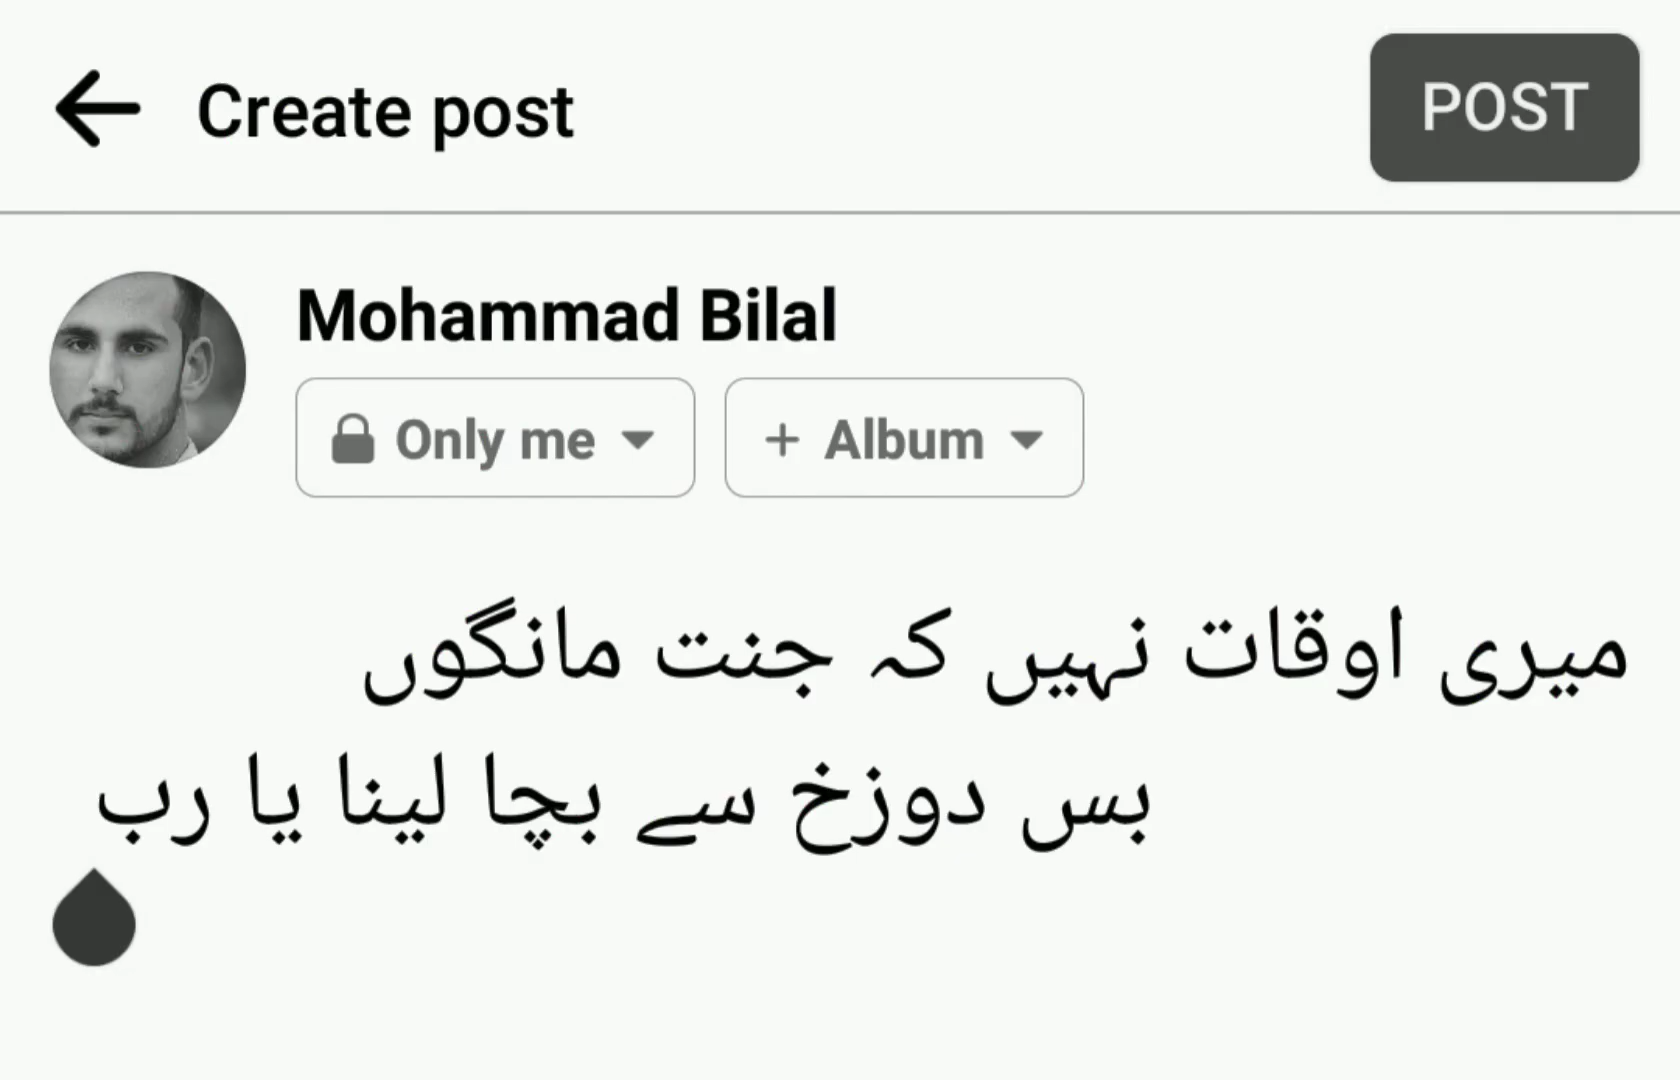 Create post
POST
Mohammad Bilal
Only me
+ Album
میری اوقات نہیں کہ جنت مانگوں
بس دوزخ سے بچا لینا یا رب